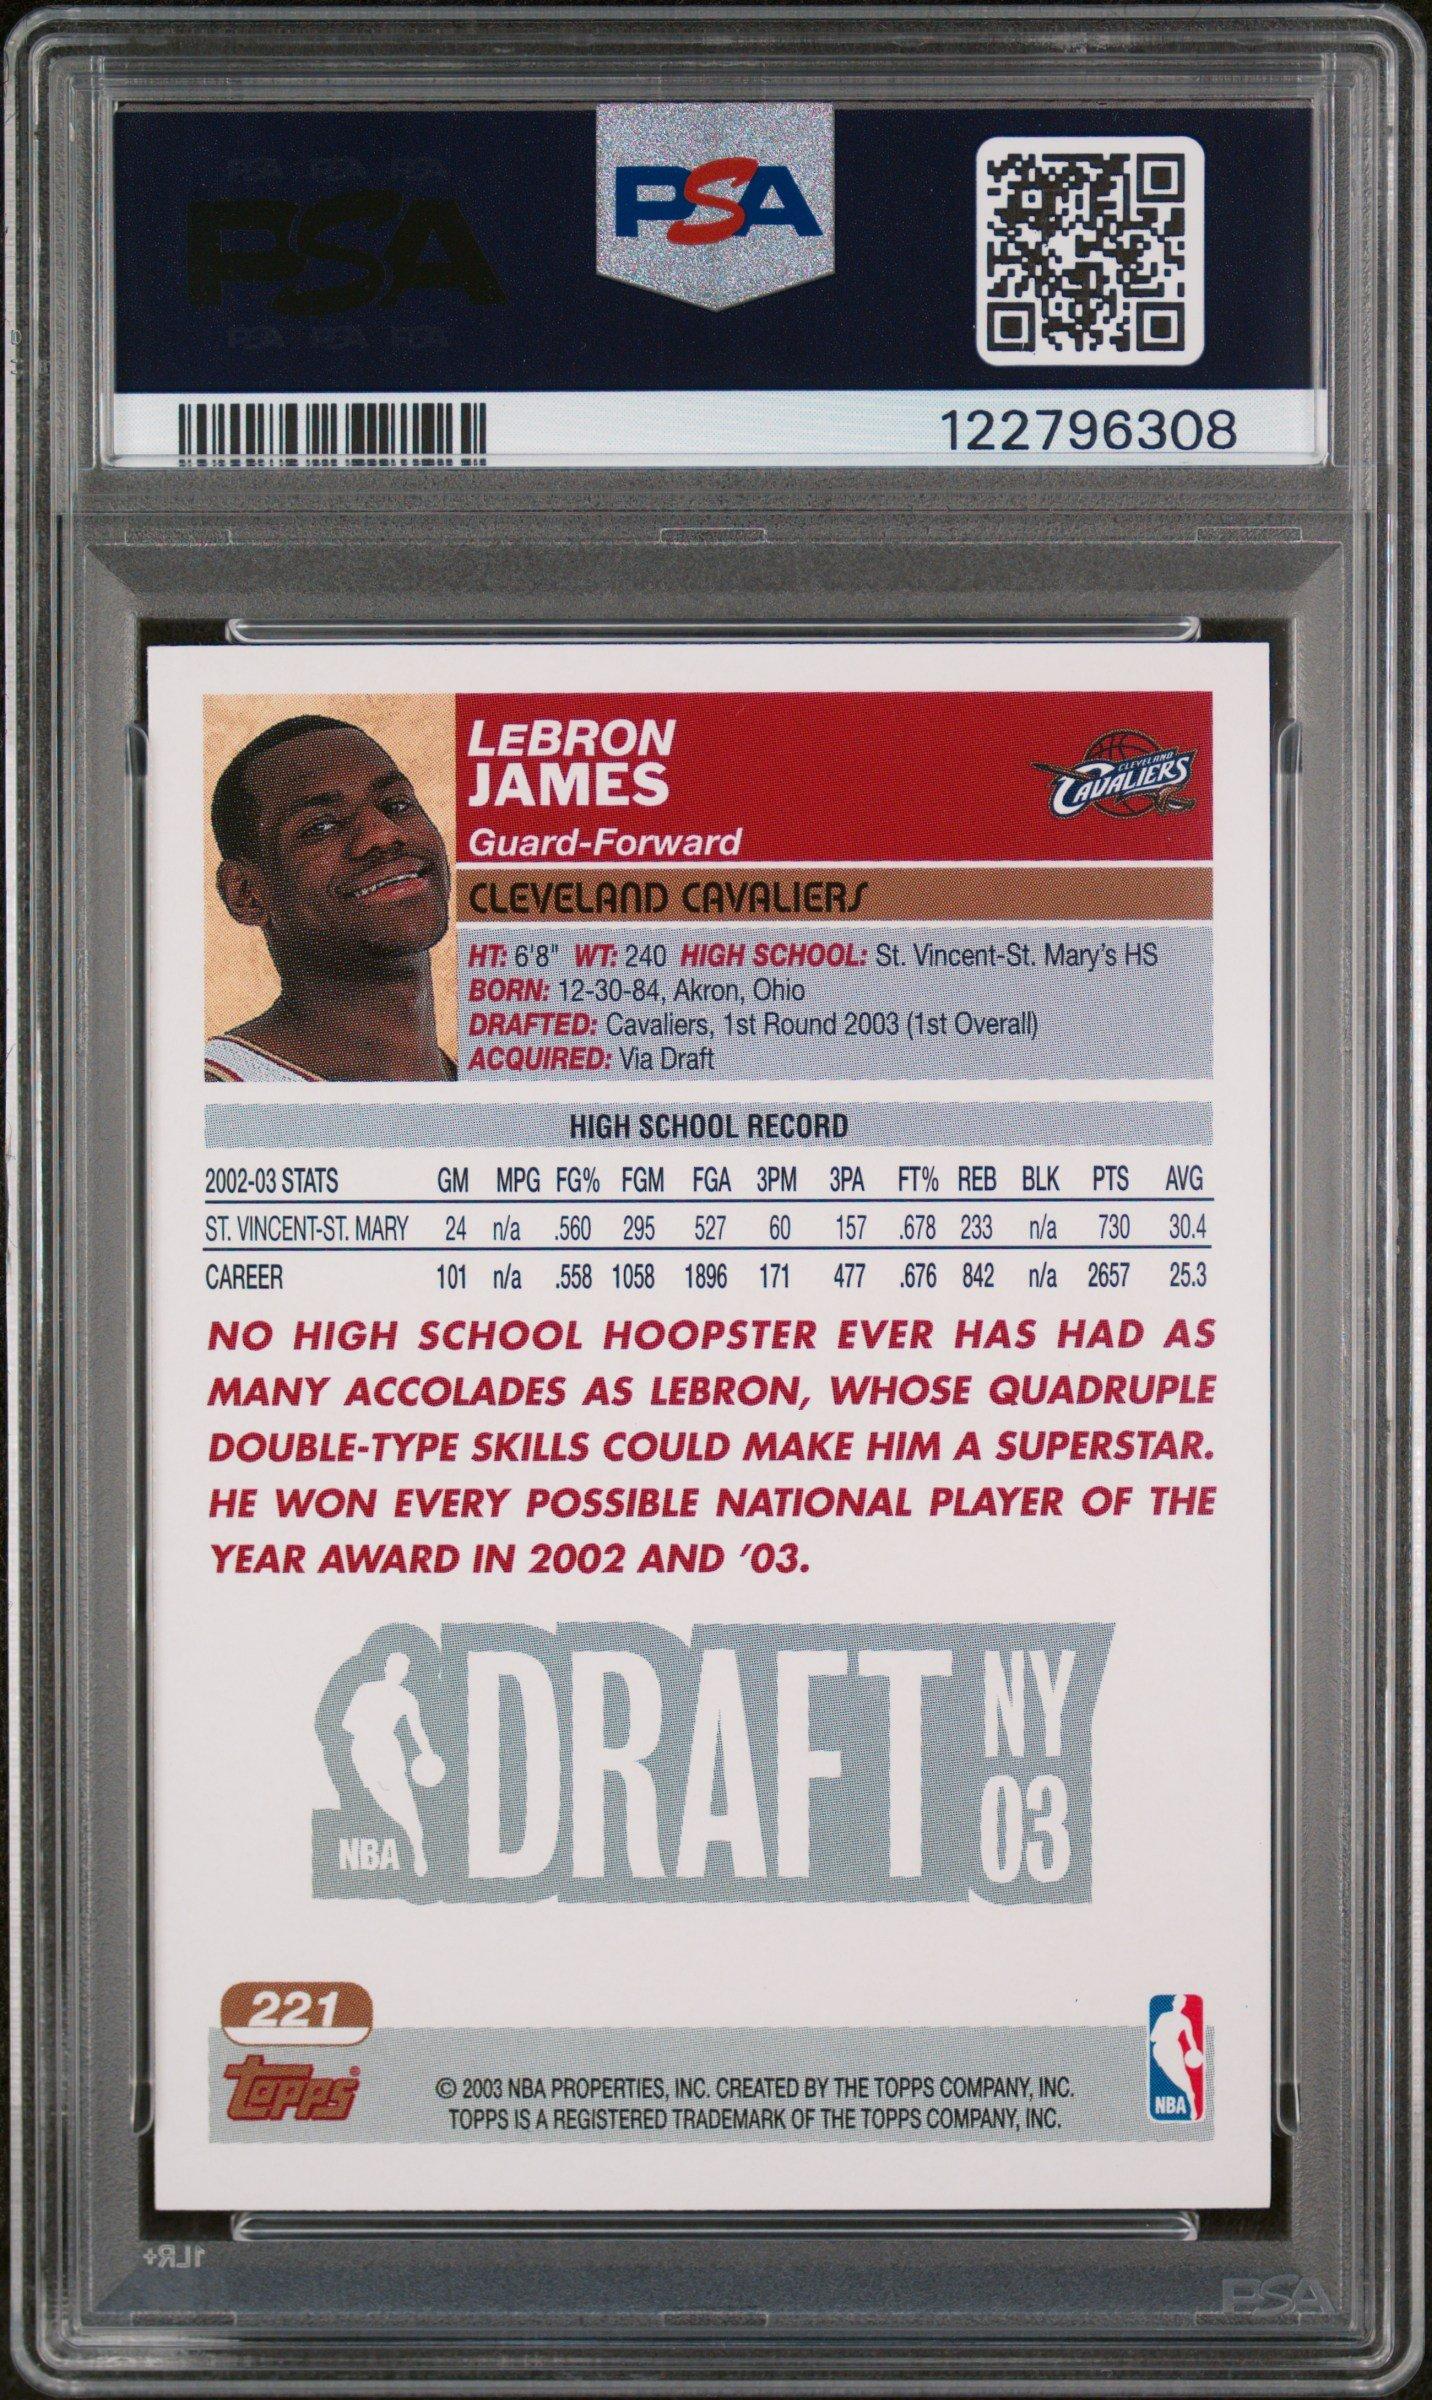 PSA
PSA
122796308
LEBRON
JAMES
Guard-Forward
CLEVELAND
CAVALIERS
CLEVELAND CAVALIERS
HT: 6'8" WT: 240 HIGH SCHOOL: St. Vincent-St. Mary's HS
BORN: 12-30-84, Akron, Ohio
DRAFTED: Cavaliers, 1st Round 2003 (1st Overall)
ACQUIRED: Via Draft
HIGH SCHOOL RECORD
2002-03 STATS GM MPG FG% FGM FGA 3PM 3PA FT% REB BLK PTS AVG
ST. VINCENT-ST. MARY 24 n/a .560 295 527 60 157 .678 233 n/a 730 30.4
CAREER 101 n/a .558 1058 1896 171 477 .676 842 n/a 2657 25.3
NO HIGH SCHOOL HOOPSTER EVER HAS HAD AS
MANY ACCOLADES AS LEBRON, WHOSE QUADRUPLE
DOUBLE-TYPE SKILLS COULD MAKE HIM A SUPERSTAR.
HE WON EVERY POSSIBLE NATIONAL PLAYER OF THE
YEAR AWARD IN 2002 AND '03.
NBA DRAFT NY 03
221
Topps®
© 2003 NBA PROPERTIES, INC. CREATED BY THE TOPPS COMPANY, INC.
TOPPS IS A REGISTERED TRADEMARK OF THE TOPPS COMPANY, INC.
NBA
1LR+
PSA